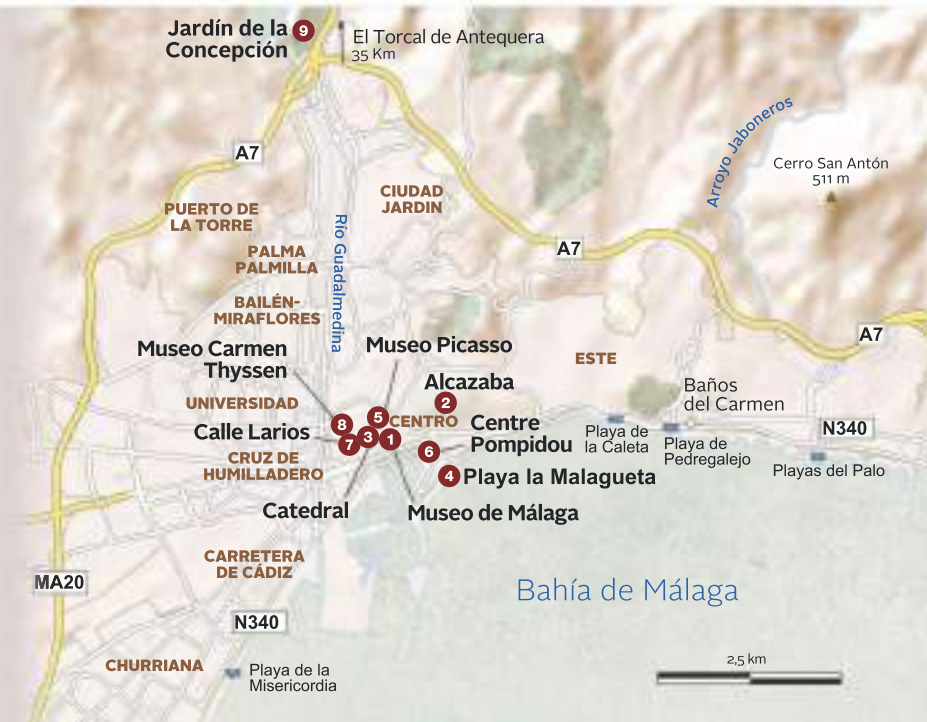 Jardín de la
Concepción
9
El Torcal de Antequera
35 Km
A7
Arroyo Jaboneros
Cerro San Antón
511 m
CIUDAD
JARDIN
PUERTO DE
LA TORRE
Río Guadalmedina
A7
PALMA
PALMILLA
BAILÉN-
MIRAFLORES
A7
Museo Carmen
Thyssen
Museo Picasso
ESTE
Alcazaba
2
Baños
del Carmen
UNIVERSIDAD
8
5
CENTRO
Centre
Pompidou
6
Playa de
la Caleta
Playa de
Pedregalejo
N340
Playas del Palo
Calle Larios
7
3
1
CRUZ DE
HUMILLADERO
4
Playa la Malagueta
Catedral
Museo de Málaga
CARRETERA
DE CÁDIZ
MA20
Bahía de Málaga
N340
CHURRIANA
Playa de la
Misericordia
2,5 km